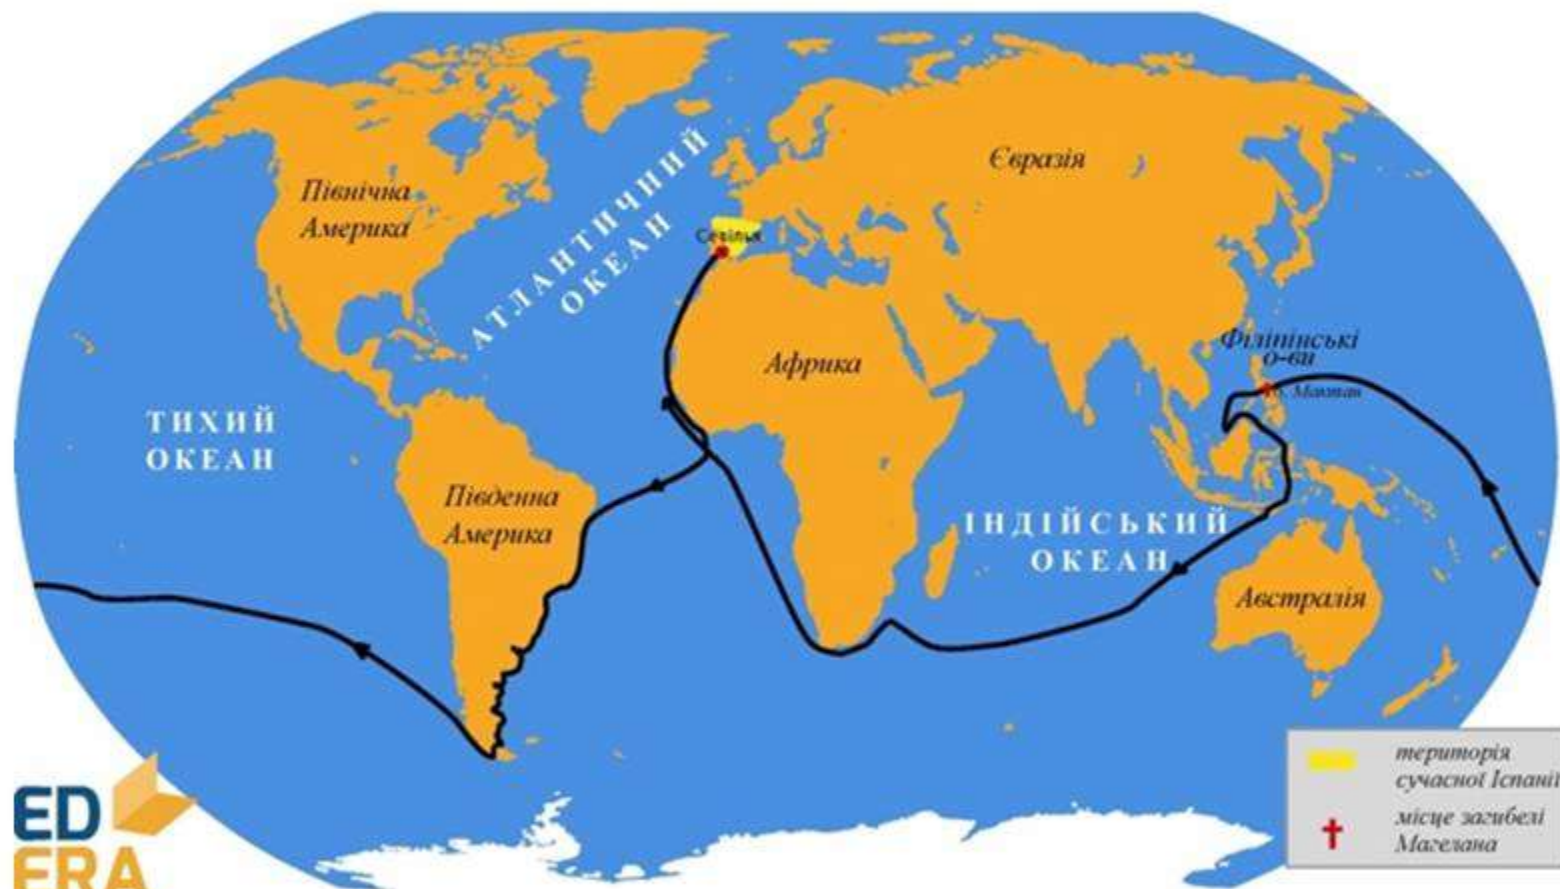 Північна
Америка
АТЛАНТИЧНИЙ
ОКЕАН
Євразія
Севілья
Африка
Філіпінські
о-ви
о. Мактан
ТИХИЙ
ОКЕАН
Південна
Америка
ІНДІЙСЬКИЙ
ОКЕАН
Австралія
територія
сучасної Іспанії
місце загибелі
Магелана
ED
ERA